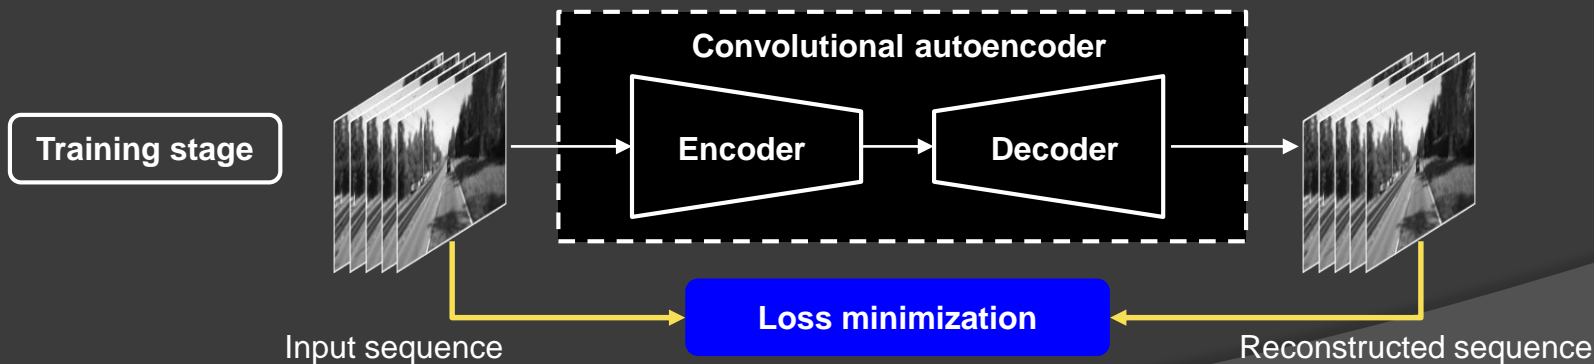 Convolutional autoencoder
Training stage
Encoder
Decoder
Loss minimization
Input sequence
Reconstructed sequence